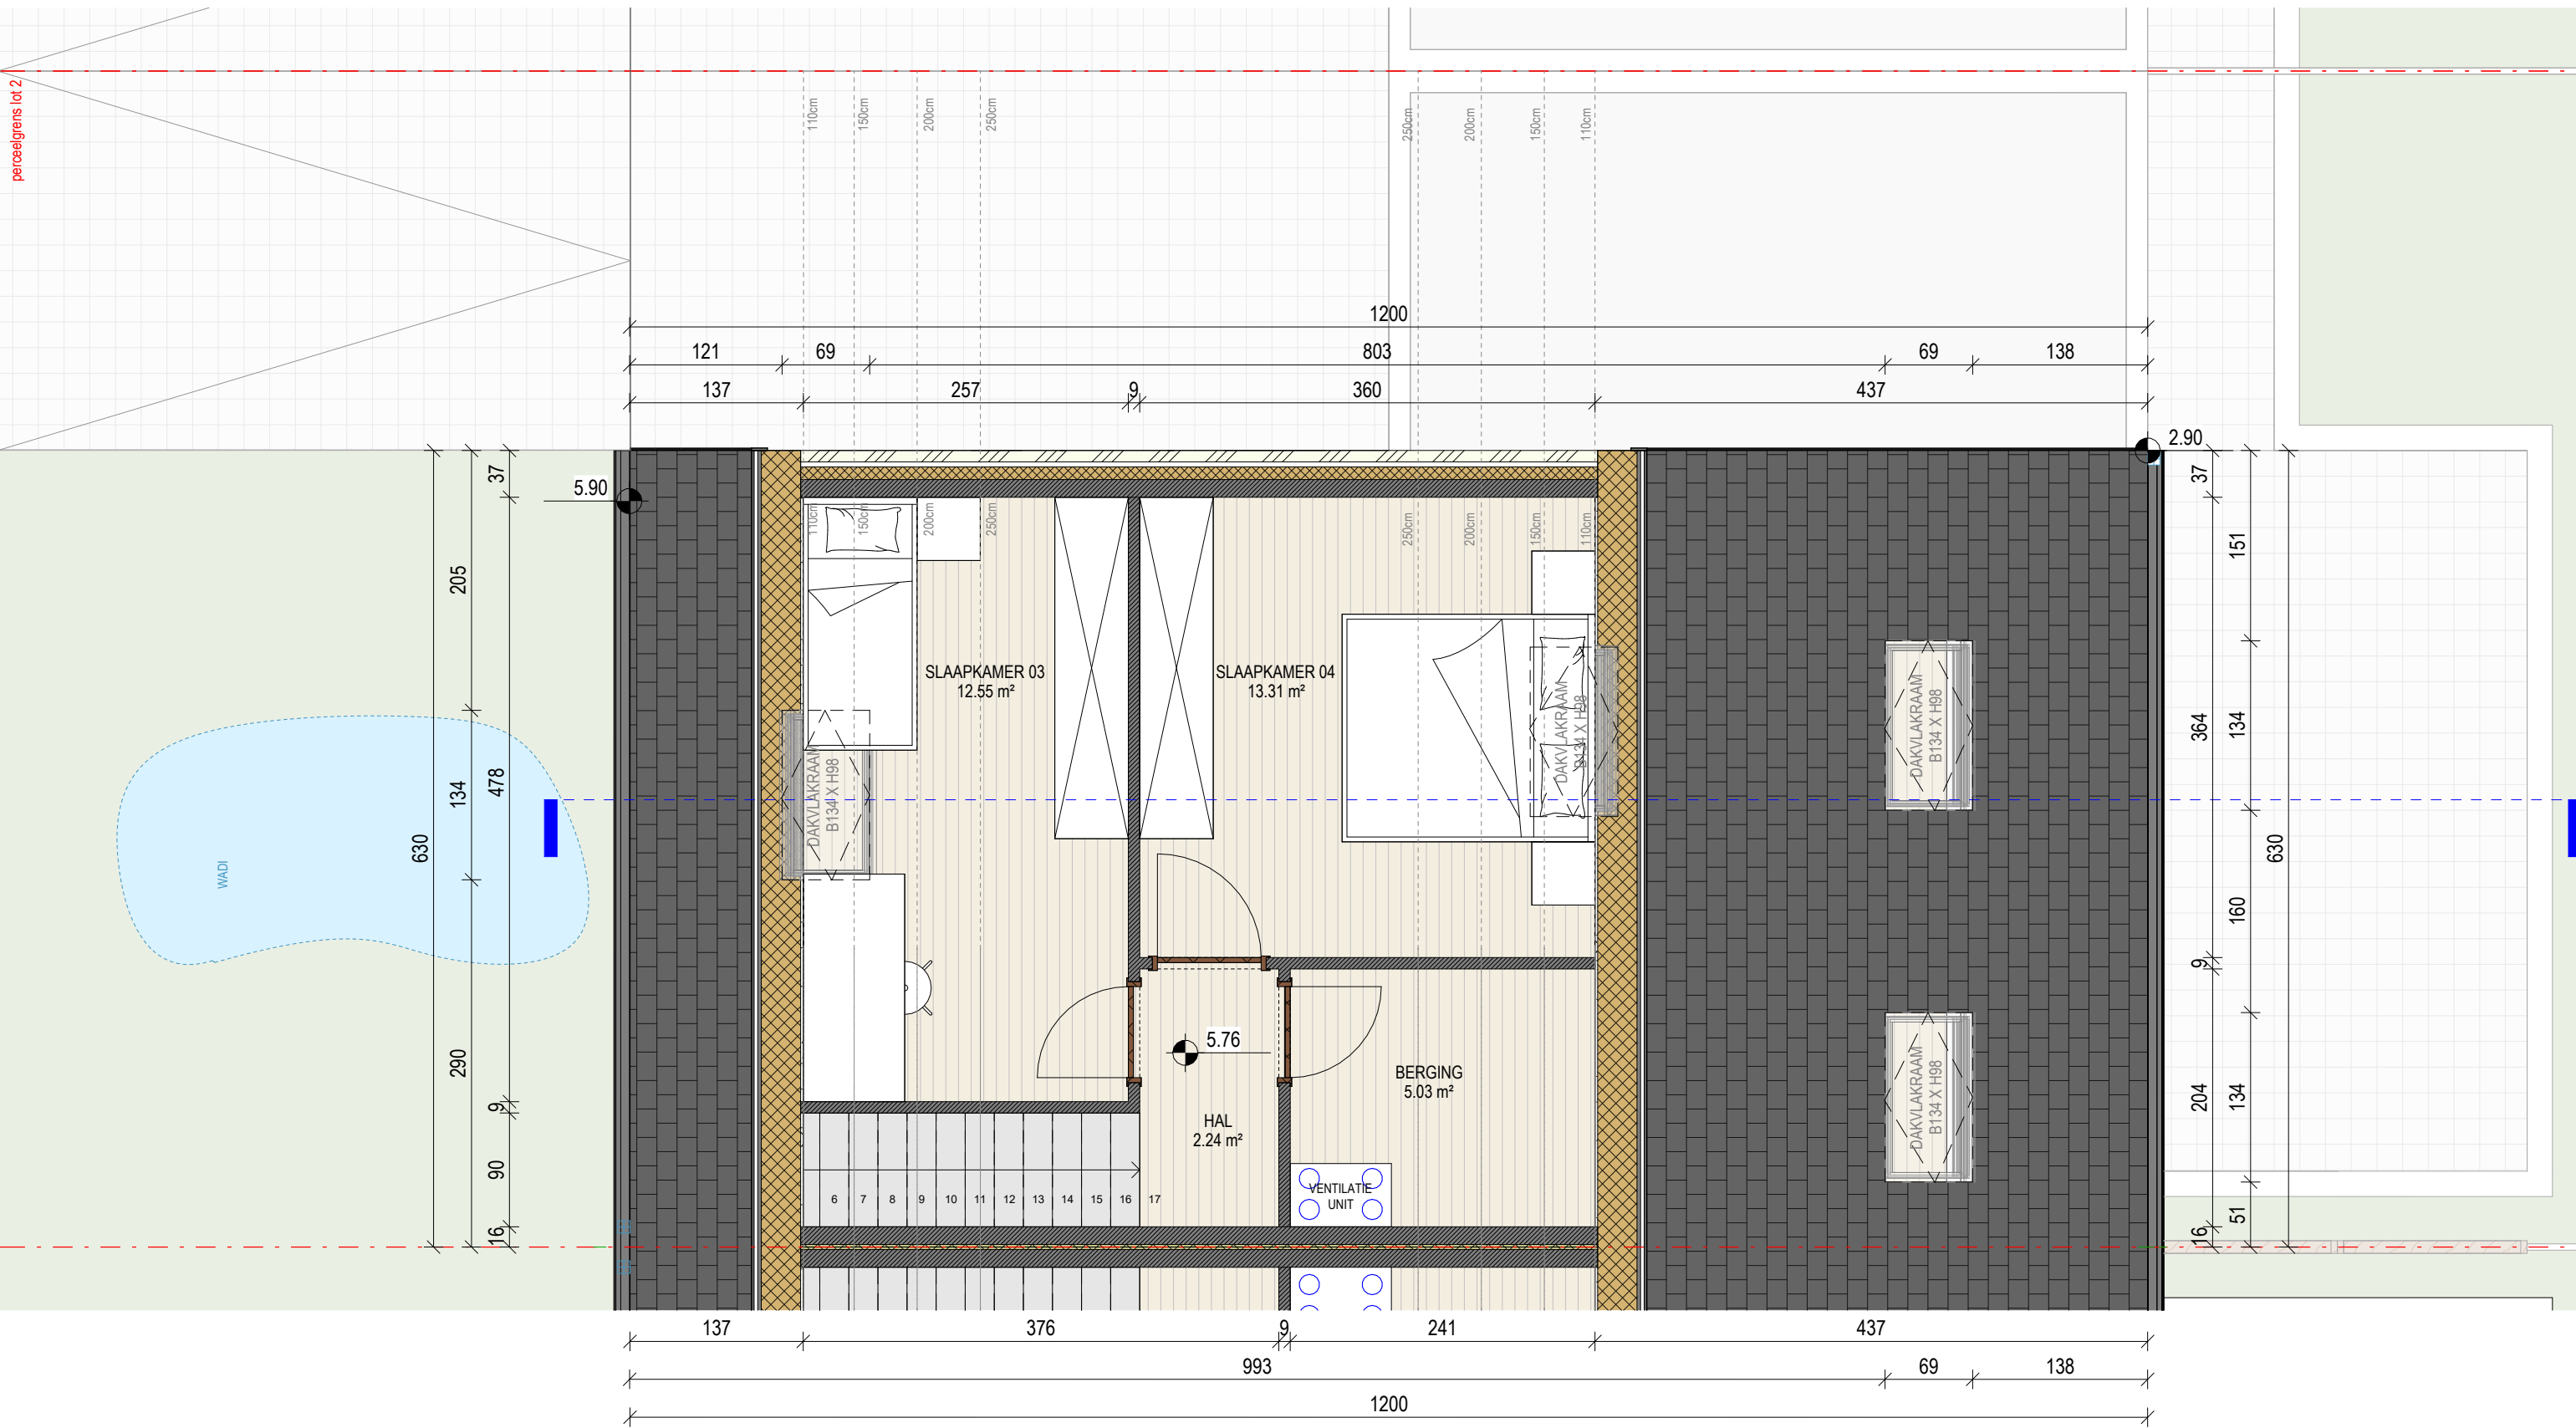 perceelgrens lot 2
110cm
150cm
200cm
250cm
250cm
200cm
150cm
110cm
1200
121
69
803
69
138
137
257
9
360
437
2.90
5.90
37
205
134
478
630
290
9
90
16
WADI
110cm
150cm
200cm
250cm
250cm
200cm
150cm
110cm
SLAAPKAMER 03
12.55 m²
SLAAPKAMER 04
13.31 m²
DAKVLAKRAAM
B134 X H98
DAKVLAKRAAM
B134 X H98
DAKVLAKRAAM
B134 X H98
DAKVLAKRAAM
B134 X H98
5.76
HAL
2.24 m²
BERGING
5.03 m²
VENTILATIE
UNIT
6 7 8 9 10 11 12 13 14 15 16 17
37
151
364
134
630
160
9
204
134
51
16
137
376
9
241
437
993
69
138
1200